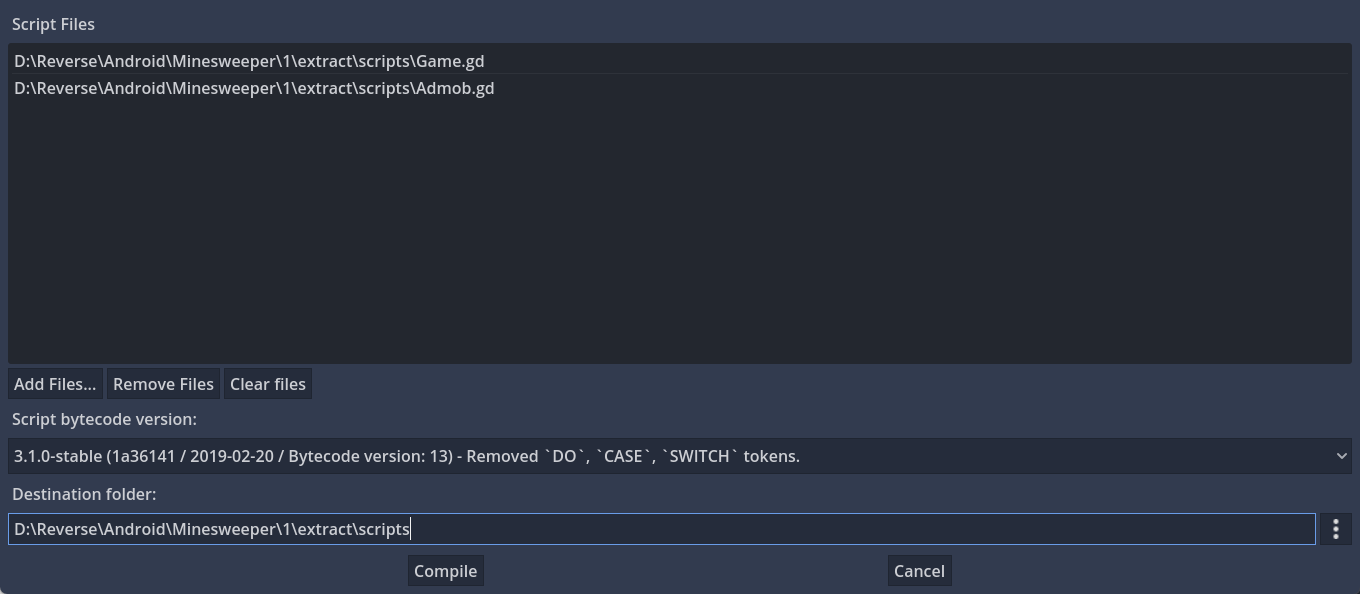 Script Files
D:\Reverse\Android\Minesweeper\1\extract\scripts\Game.gd
D:\Reverse\Android\Minesweeper\1\extract\scripts\Admob.gd
Add Files... Remove Files Clear files
Script bytecode version:
3.1.0-stable (1a36141 / 2019-02-20 / Bytecode version: 13) - Removed `DO`, `CASE`, `SWITCH` tokens.
Destination folder:
D:\Reverse\Android\Minesweeper\1\extract\scripts
Compile Cancel